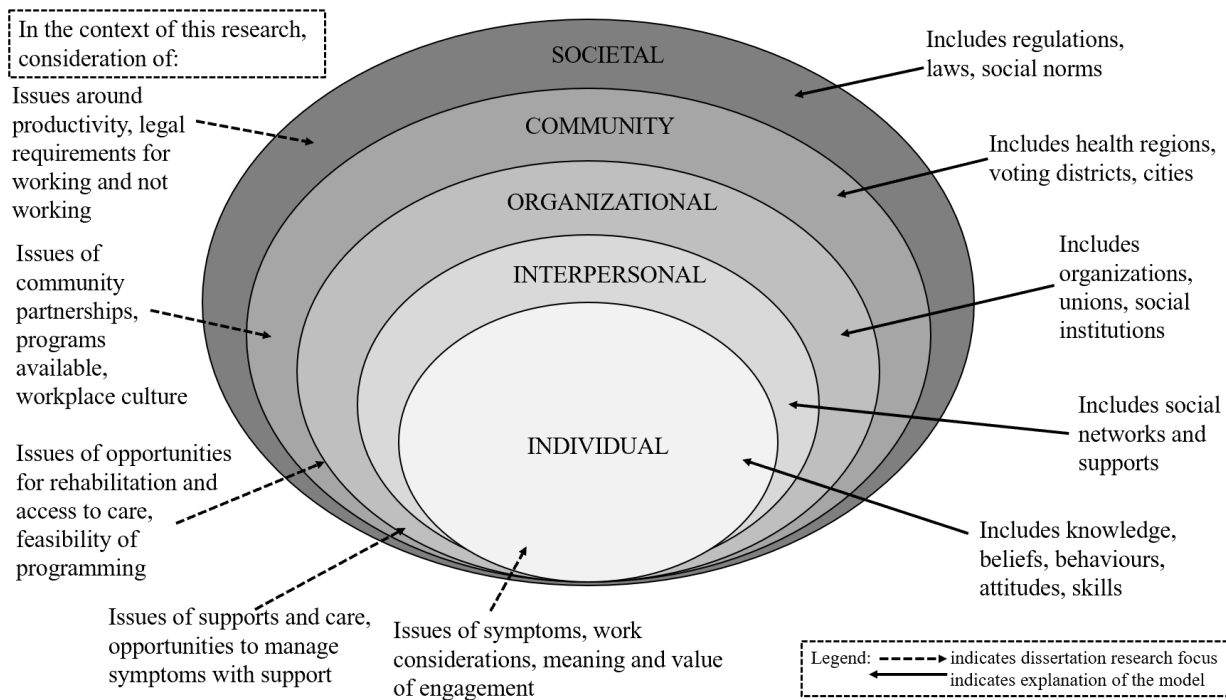 In the context of this research,
consideration of:
Issues around
productivity, legal
requirements for
working and not
working
Issues of
community
partnerships,
programs
available,
workplace culture
Issues of opportunities
for rehabilitation and
access to care,
feasibility of
programming
Issues of supports and care,
opportunities to manage
symptoms with support
Issues of symptoms, work
considerations, meaning and value
of engagement
SOCIETAL
COMMUNITY
ORGANIZATIONAL
INTERPERSONAL
INDIVIDUAL
Includes regulations,
laws, social norms
Includes health regions,
voting districts, cities
Includes
organizations,
unions, social
institutions
Includes social
networks and
supports
Includes knowledge,
beliefs, behaviours,
attitudes, skills
Legend: indicates dissertation research focus
indicates explanation of the model